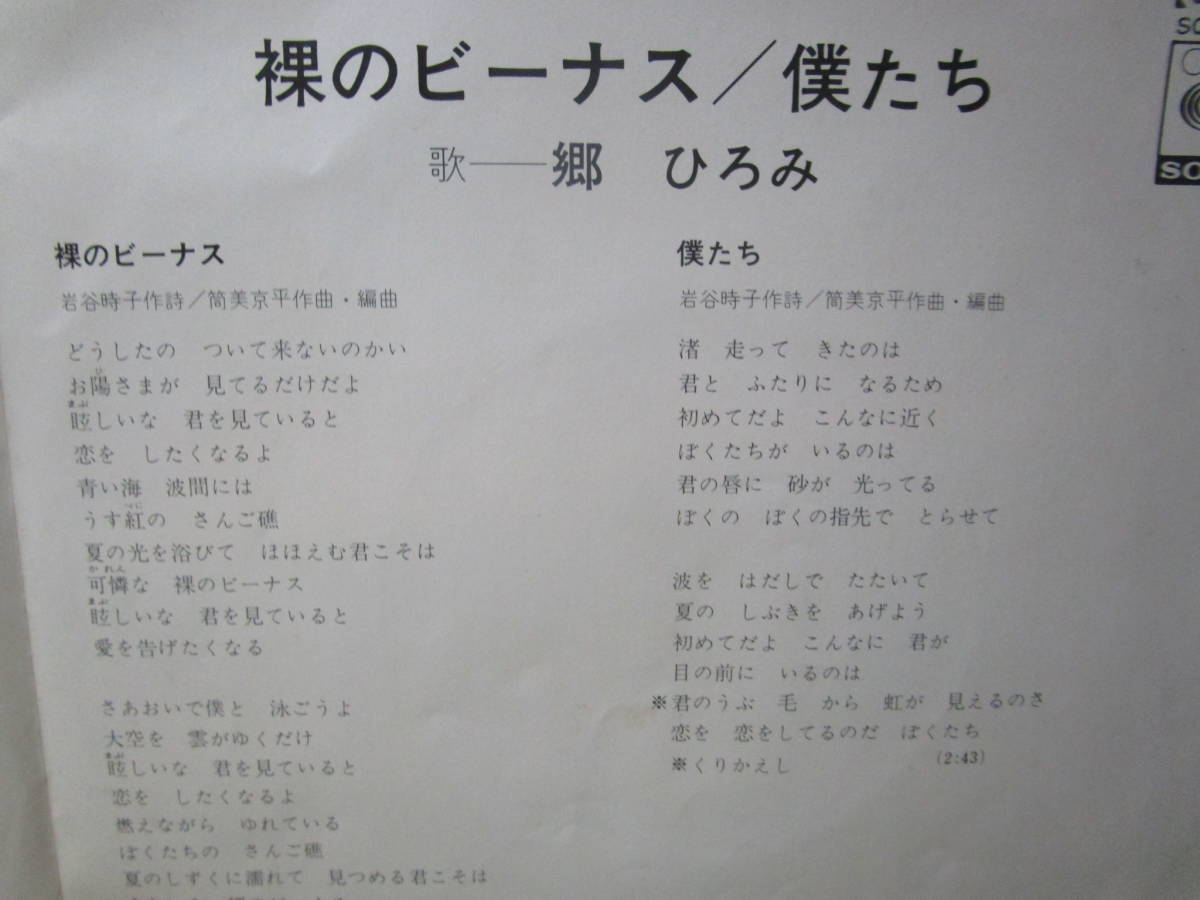 裸のビーナス／僕たち
歌──郷　ひろみ
SO
裸のビーナス
岩谷時子作詩／筒美京平作曲・編曲
どうしたの　ついて来ないのかい
お陽さまが　見てるだけだよ
眩しいな　君を見ていると
恋を　したくなるよ
青い海　波間には
うす紅の　さんご礁
夏の光を浴びて　ほほえむ君こそは
可憐な　裸のビーナス
眩しいな　君を見ていると
愛を告げたくなる
さあおいで僕と　泳ごうよ
大空を　雲がゆくだけ
眩しいな　君を見ていると
恋を　したくなるよ
燃えながら　ゆれている
ぼくたちの　さんご礁
夏のしずくに濡れて　見つめる君こそは
僕たち
岩谷時子作詩／筒美京平作曲・編曲
渚　走って　きたのは
君と　ふたりに　なるため
初めてだよ　こんなに近く
ぼくたちが　いるのは
君の唇に　砂が　光ってる
ぼくの　ぼくの指先で　とらせて
波を　はだしで　たたいて
夏の　しぶきを　あげよう
初めてだよ　こんなに　君が
目の前に　いるのは
※君のうぶ　毛　から　虹が　見えるのさ
恋を　恋をしてるのだ　ぼくたち
※くりかえし　(2:43)